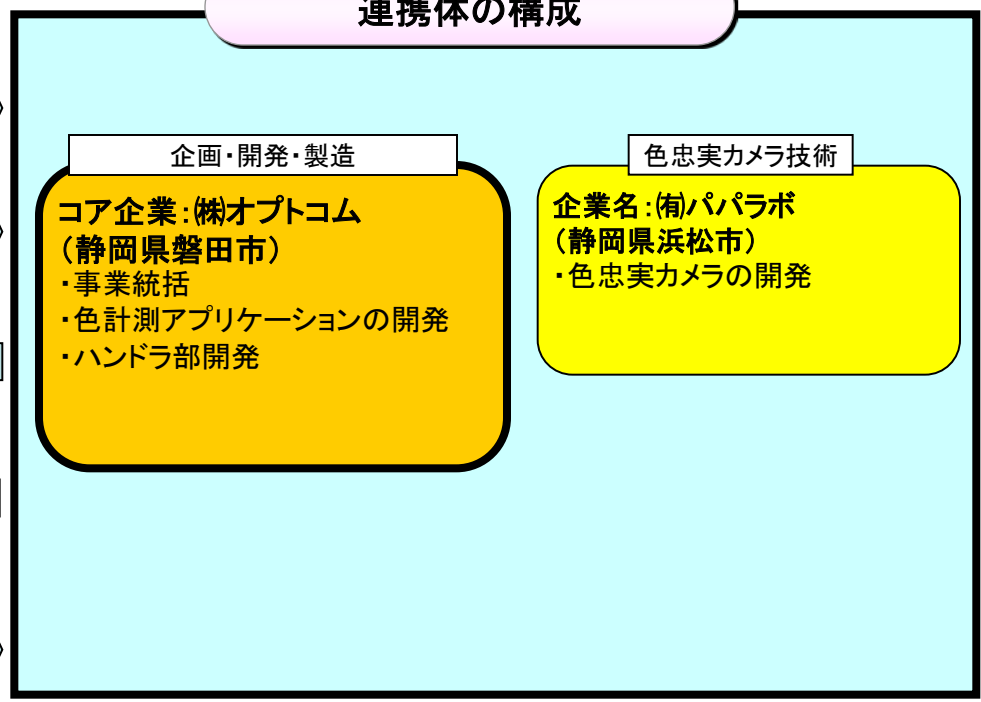 連携体の構成
企画・開発・製造
コア企業：㈱オプトコム
（静岡県磐田市）
・事業統括
・色計測アプリケーションの開発
・ハンドラ部開発
色忠実カメラ技術
企業名：㈲パパラボ
（静岡県浜松市）
・色忠実カメラの開発